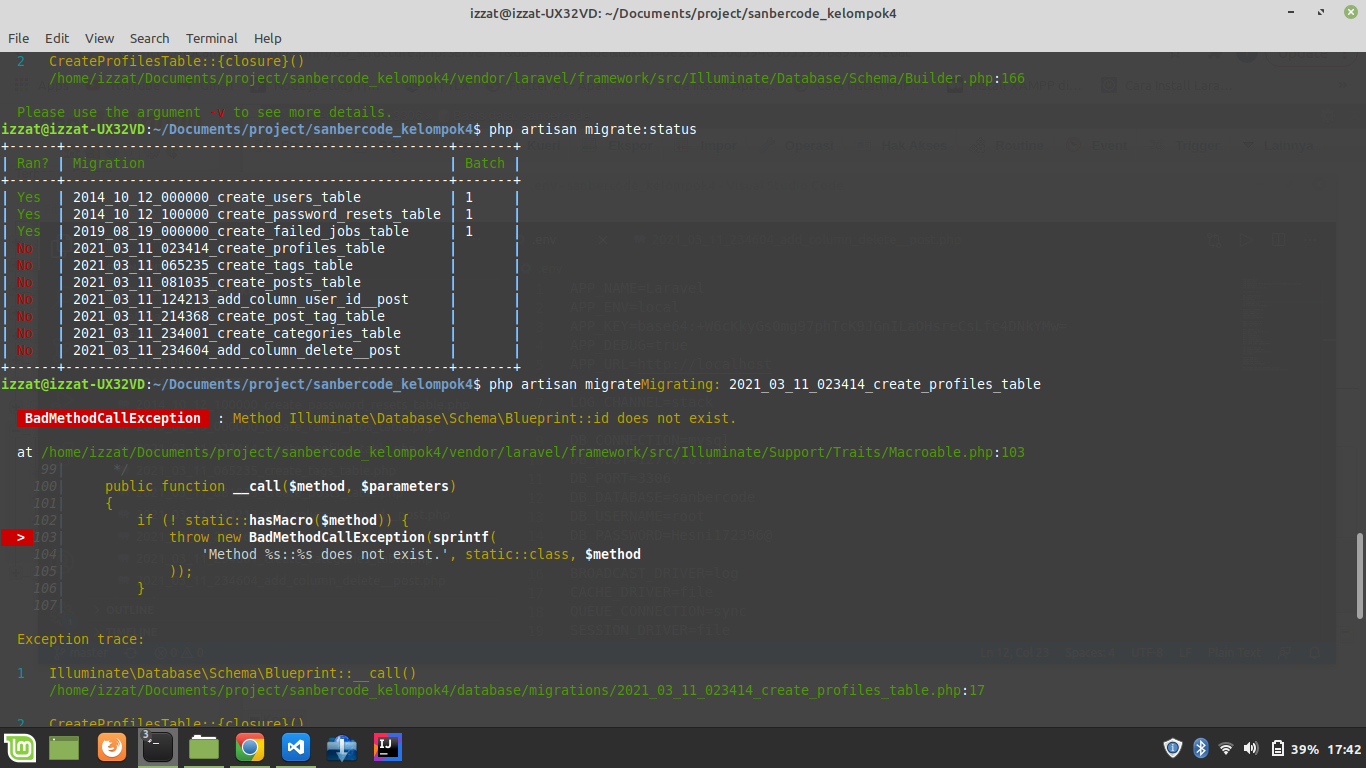 izzat@izzat-UX32VD: ~/Documents/project/sanbercode_kelompok4
File Edit View Search Terminal Help
2 CreateProfilesTable::{closure}()
/home/izzat/Documents/project/sanbercode_kelompok4/vendor/laravel/framework/src/Illuminate/Database/Schema/Builder.php:166
Please use the argument -v to see more details.
izzat@izzat-UX32VD:~/Documents/project/sanbercode_kelompok4$ php artisan migrate:status
+------+------------------------------------------------+-------+
| Ran? | Migration | Batch |
+------+------------------------------------------------+-------+
| Yes | 2014_10_12_000000_create_users_table | 1 |
| Yes | 2014_10_12_100000_create_password_resets_table | 1 |
| Yes | 2019_08_19_000000_create_failed_jobs_table | 1 |
| No | 2021_03_11_023414_create_profiles_table | |
| No | 2021_03_11_065235_create_tags_table | |
| No | 2021_03_11_081035_create_posts_table | |
| No | 2021_03_11_124213_add_column_user_id__post | |
| No | 2021_03_11_214368_create_post_tag_table | |
| No | 2021_03_11_234001_create_categories_table | |
| No | 2021_03_11_234604_add_column_delete__post | |
+------+------------------------------------------------+-------+
izzat@izzat-UX32VD:~/Documents/project/sanbercode_kelompok4$ php artisan migrateMigrating: 2021_03_11_023414_create_profiles_table
BadMethodCallException : Method Illuminate\Database\Schema\Blueprint::id does not exist.
at /home/izzat/Documents/project/sanbercode_kelompok4/vendor/laravel/framework/src/Illuminate/Support/Traits/Macroable.php:103
99| */
100| public function __call($method, $parameters)
101| {
102| if (! static::hasMacro($method)) {
> 103| throw new BadMethodCallException(sprintf(
104| 'Method %s::%s does not exist.', static::class, $method
105| ));
106| }
107|
Exception trace:
1 Illuminate\Database\Schema\Blueprint::__call()
/home/izzat/Documents/project/sanbercode_kelompok4/database/migrations/2021_03_11_023414_create_profiles_table.php:17
2 CreateProfilesTable::{closure}()
3
IJ
39% 17:42